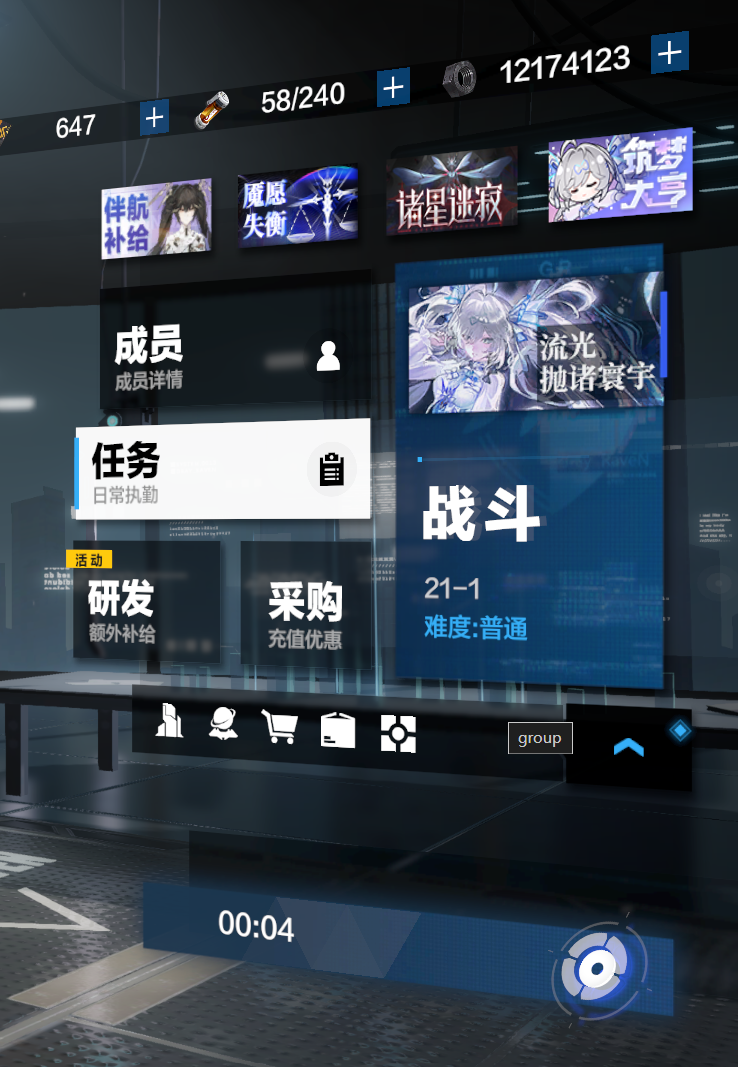 647
58/240
12174123
伴航
补给
魇愿
失衡
诸星迷寂
筑梦
大亨
成员
成员详情
流光
抛诸寰宇
任务
日常执勤
战斗
21-1
难度:普通
活动
研发
额外补给
采购
充值优惠
group
00:04